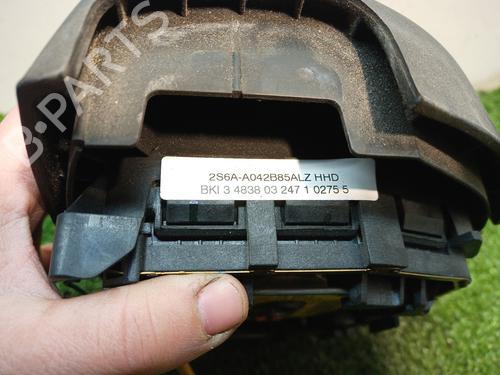 B-PARTS
2S6A-A042B85ALZ HHD
BKI 3 4838 03 247 1 0275 5